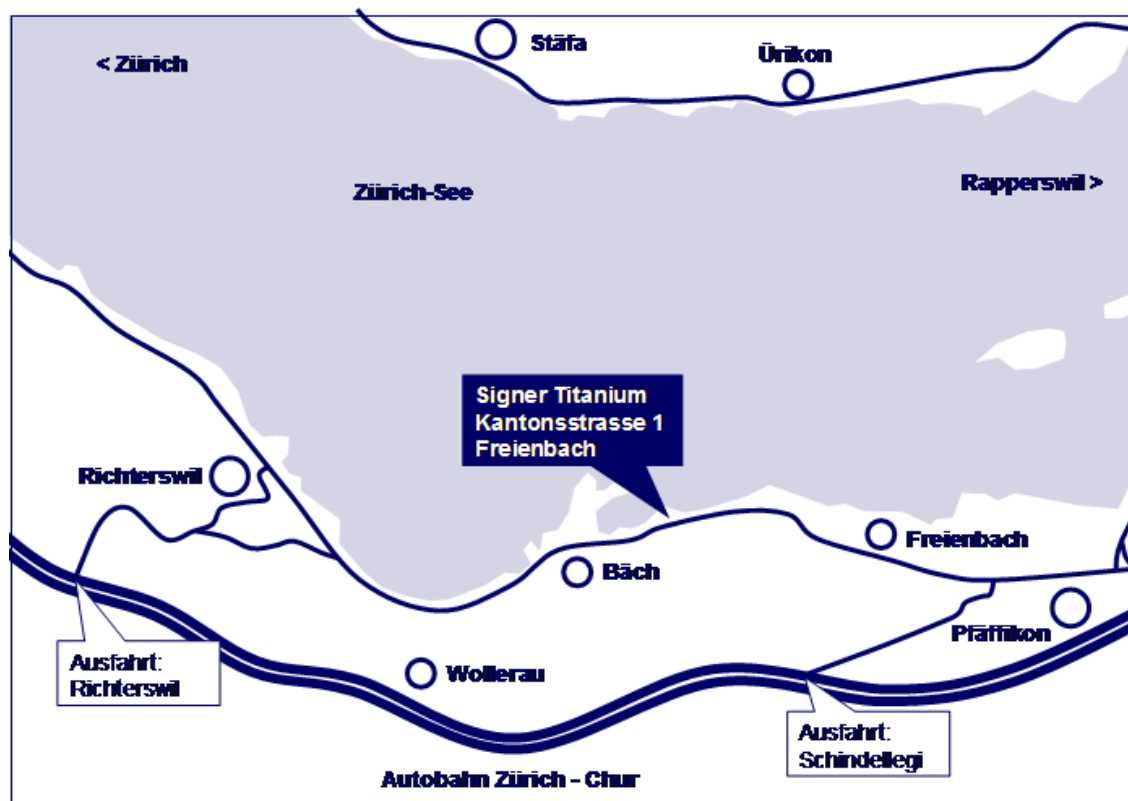 Stäfa
< Zürich
Ürikon
Zürich-See
Rapperswil >
Signer Titanium
Kantonsstrasse 1
Freienbach
Richterswil
Freienbach
Bäch
Pfäffikon
Ausfahrt:
Richterswil
Wollerau
Ausfahrt:
Schindellegi
Autobahn Zürich - Chur